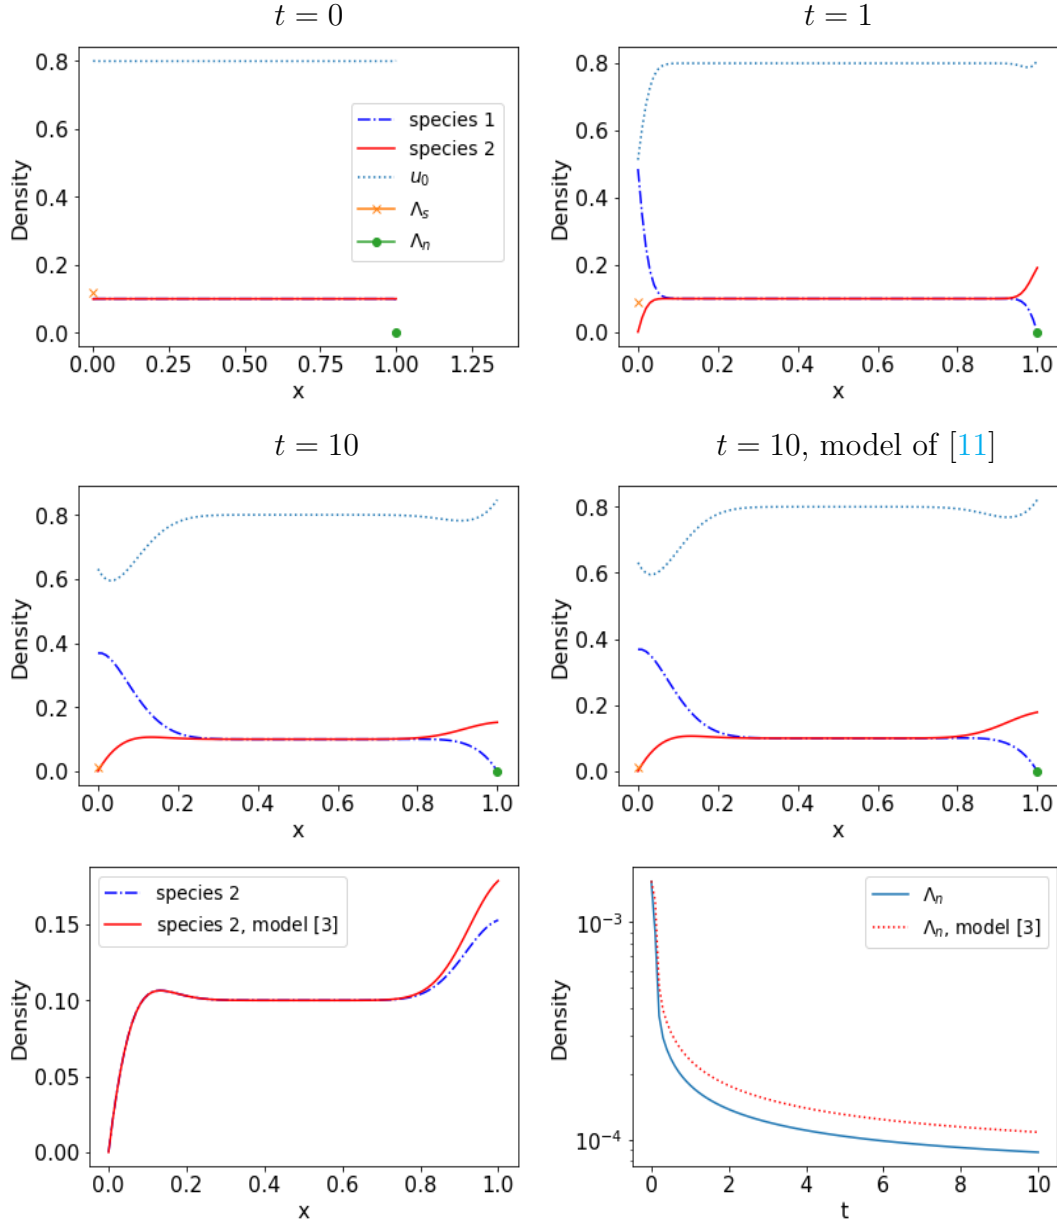 t = 0
t = 1
0.8
0.6
0.4
0.2
0.0
Density
species 1
species 2
u₀
Λₛ
Λₙ
0.00 0.25 0.50 0.75 1.00 1.25
x
0.8
0.6
0.4
0.2
0.0
Density
0.0 0.2 0.4 0.6 0.8 1.0
x
t = 10
t = 10, model of [11]
0.8
0.6
0.4
0.2
0.0
Density
0.0 0.2 0.4 0.6 0.8 1.0
x
0.8
0.6
0.4
0.2
0.0
Density
0.0 0.2 0.4 0.6 0.8 1.0
x
species 2
species 2, model [3]
0.15
0.10
0.05
0.00
Density
0.0 0.2 0.4 0.6 0.8 1.0
x
Λₙ
Λₙ, model [3]
10⁻³
10⁻⁴
Density
0 2 4 6 8 10
t